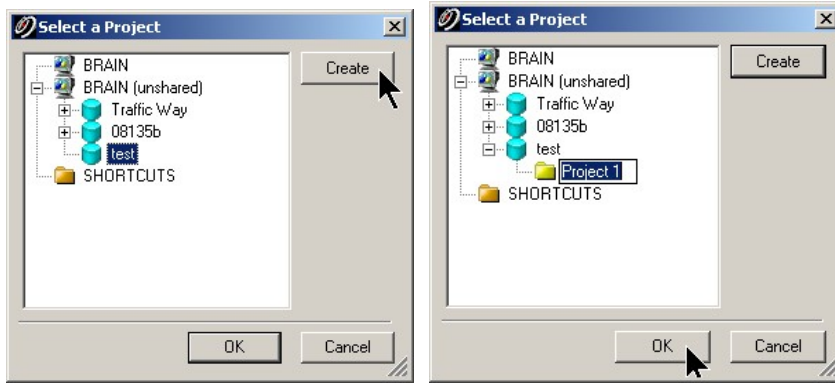 Select a Project
BRAIN
BRAIN (unshared)
Traffic Way
08135b
test
SHORTCUTS
Create
OK
Cancel
Select a Project
BRAIN
BRAIN (unshared)
Traffic Way
08135b
test
Project 1
SHORTCUTS
Create
OK
Cancel